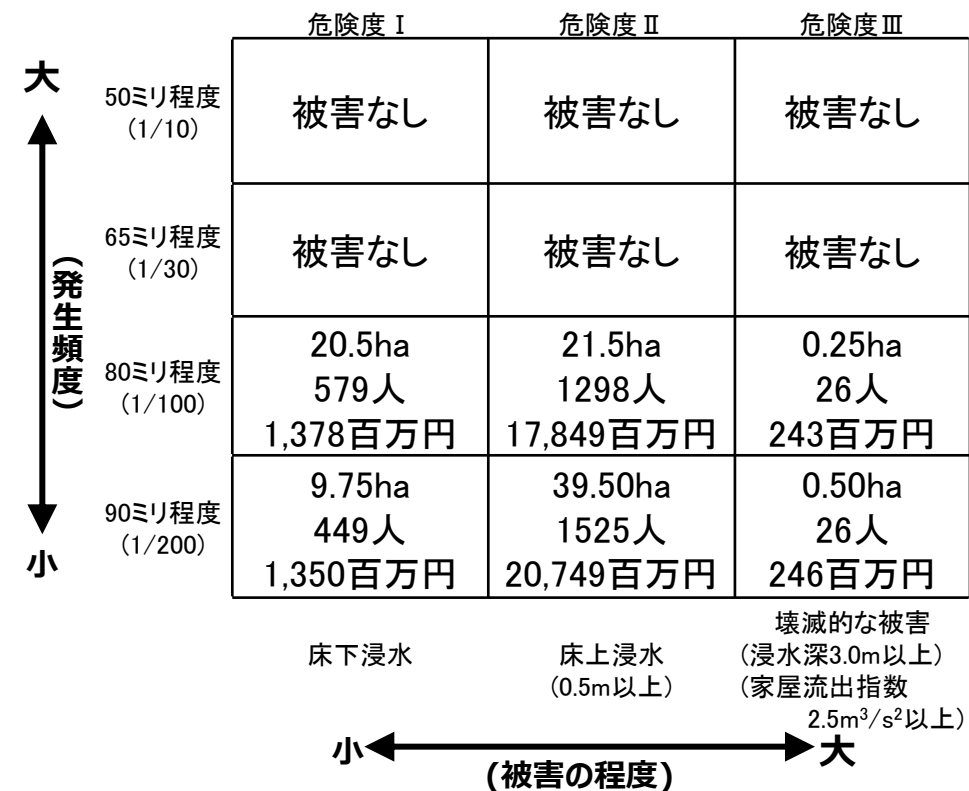 危険度Ⅰ 危険度Ⅱ 危険度Ⅲ
大
50ミリ程度
(1/10)
被害なし 被害なし 被害なし
65ミリ程度
(1/30)
被害なし 被害なし 被害なし
(発生頻度)
80ミリ程度
(1/100)
20.5ha 21.5ha 0.25ha
579人 1298人 26人
1,378百万円 17,849百万円 243百万円
90ミリ程度
(1/200)
9.75ha 39.50ha 0.50ha
449人 1525人 26人
1,350百万円 20,749百万円 246百万円
小
床下浸水
床上浸水
(0.5m以上)
壊滅的な被害
(浸水深3.0m以上)
(家屋流出指数
2.5m³/s²以上)
小 大
(被害の程度)